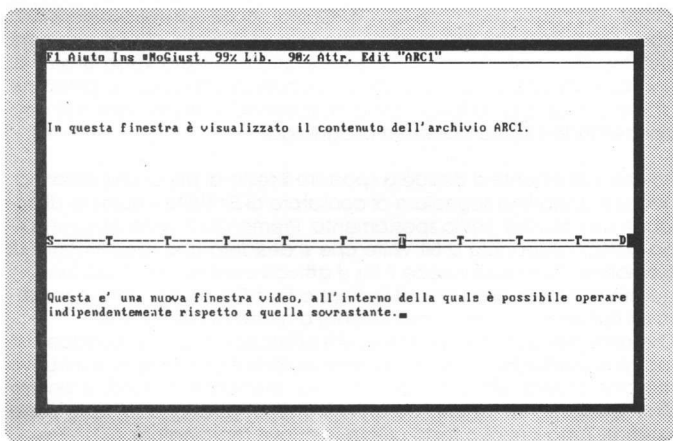 F1 Aiuto Ins *NoGiust. 99% Lib. 98% Attr. Edit "ARC1"
In questa finestra è visualizzato il contenuto dell'archivio ARC1.
S-------T-------T-------T-------T-------T-------T-------T-------T-------T-----D
Questa e' una nuova finestra video, all'interno della quale è possibile operare
indipendentemente rispetto a quella sovrastante.